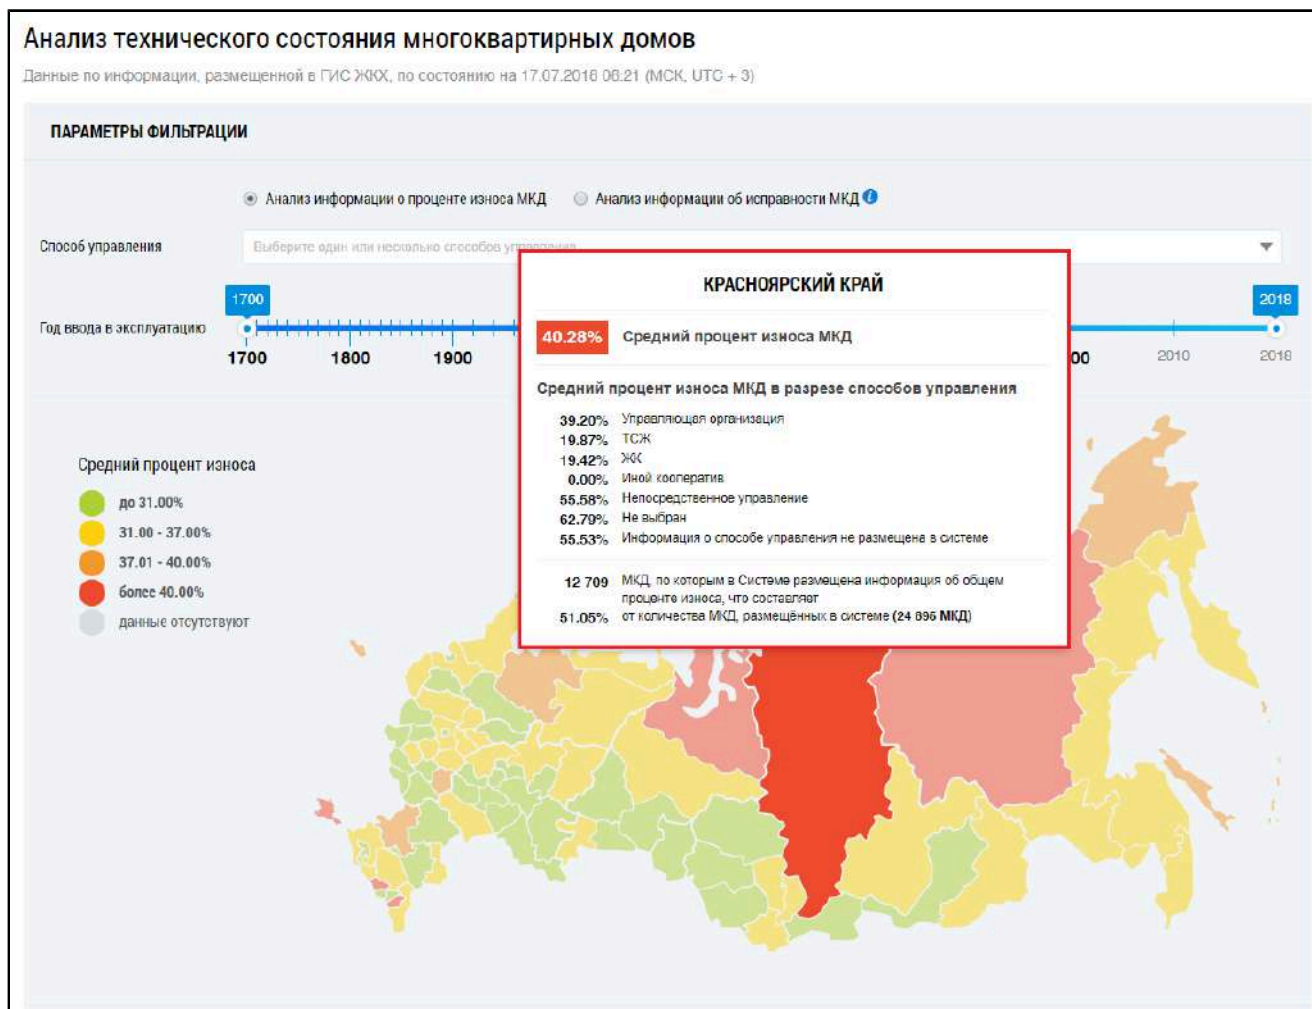 Анализ технического состояния многоквартирных домов
Данные по информации, размещенной в ГИС ЖКХ, по состоянию на 17.07.2018 06:21 (МСК, UTC + 3)
ПАРАМЕТРЫ ФИЛЬТРАЦИИ
Анализ информации о проценте износа МКД Анализ информации об исправности МКД
Способ управления Выберите один или несколько способов управления
1700 2018
Год ввода в эксплуатацию
1700 1800 1900 00 2010 2018
КРАСНОЯРСКИЙ КРАЙ
40.28% Средний процент износа МКД
Средний процент износа МКД в разрезе способов управления
39.20% Управляющая организация
19.87% ТСЖ
19.42% ЖК
0.00% Иной кооператив
55.58% Непосредственное управление
62.79% Не выбран
55.53% Информация о способе управления не размещена в системе
12 709 МКД, по которым в Системе размещена информация об общем
проценте износа, что составляет
51.05% от количества МКД, размещённых в системе (24 895 МКД)
Средний процент износа
до 31.00%
31.00 - 37.00%
37.01 - 40.00%
более 40.00%
данные отсутствуют